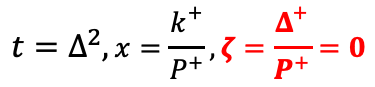 t = Δ², x = k⁺/P⁺, ζ = Δ⁺/P⁺ = 0